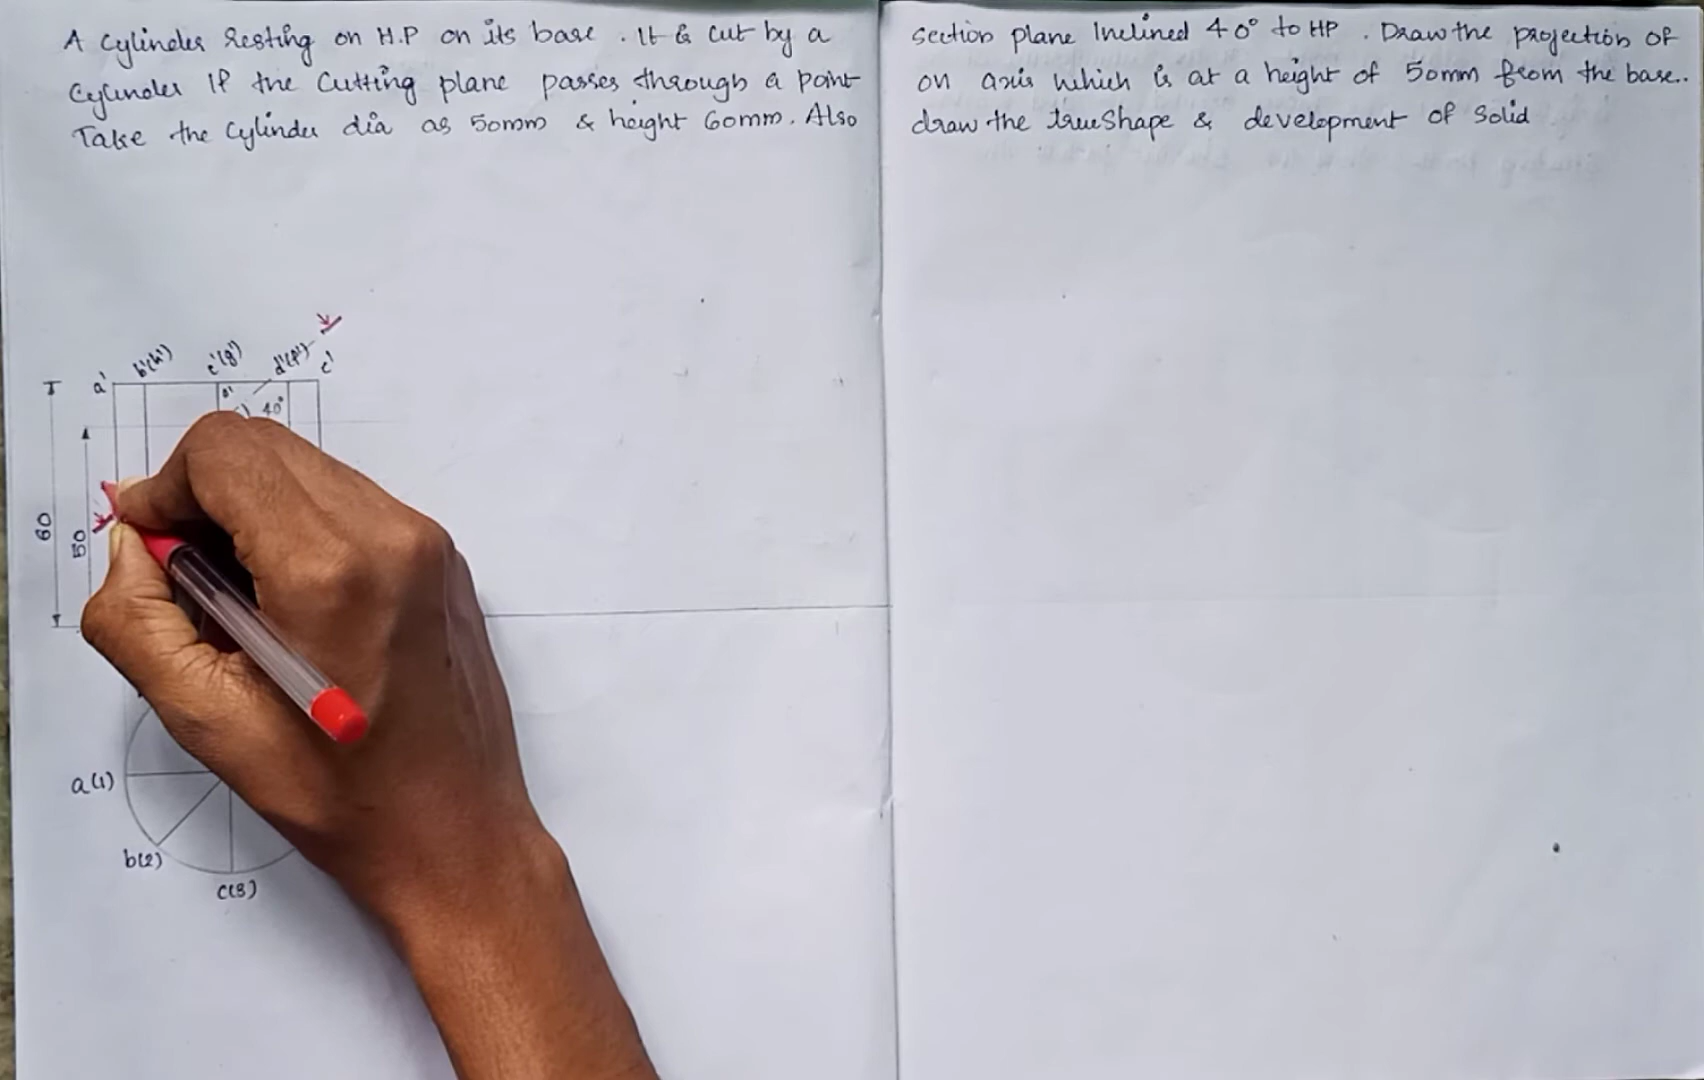 A Cylinder Resting on H.P on its base . It is cut by a section plane Inclined 40° to HP . Draw the projection of
Cylinder If the Cutting plane passes through a point on axis which is at a height of 50mm from the base..
Take the Cylinder dia as 50mm & height 60mm. Also draw the trueshape & development of Solid
a' b'(h') c'(g') d'(f') e'
o'
40°
60
50
a(1)
b(2)
c(3)